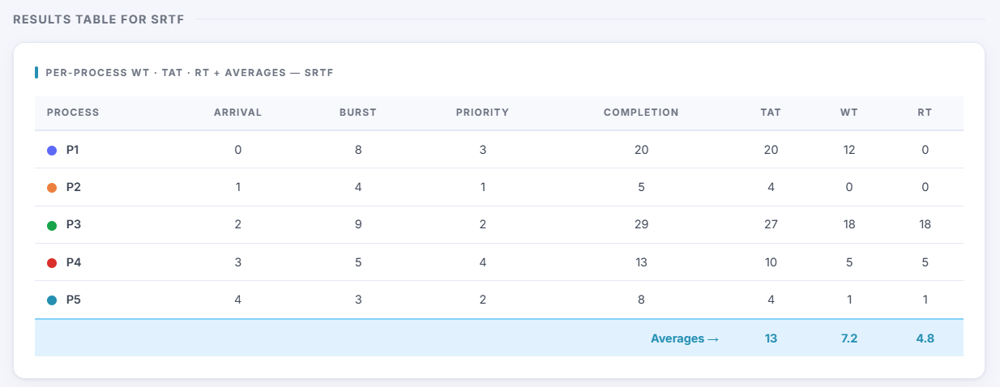 RESULTS TABLE FOR SRTF
PER-PROCESS WT · TAT · RT + AVERAGES — SRTF
PROCESS ARRIVAL BURST PRIORITY COMPLETION TAT WT RT
P1 0 8 3 20 20 12 0
P2 1 4 1 5 4 0 0
P3 2 9 2 29 27 18 18
P4 3 5 4 13 10 5 5
P5 4 3 2 8 4 1 1
Averages → 13 7.2 4.8